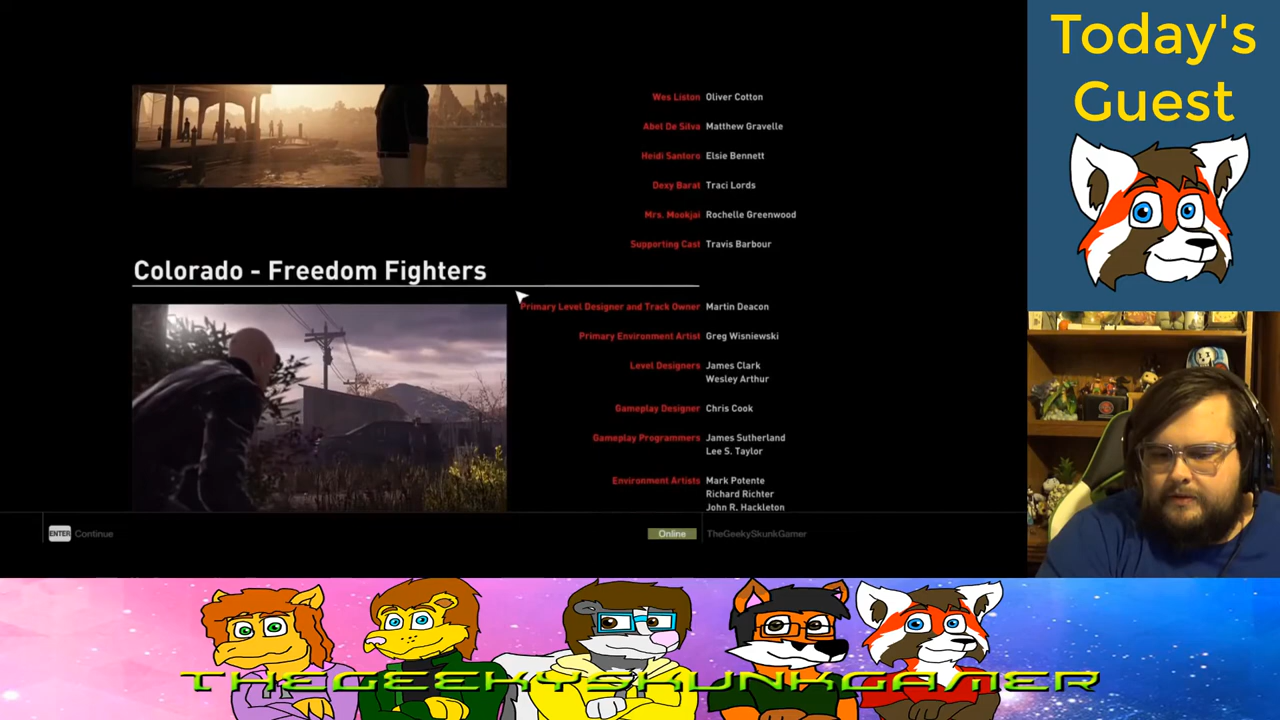 Today's
Guest
Wes Liston Oliver Cotton
Abel De Silva Matthew Gravelle
Heidi Santoro Elsie Bennett
Dexy Barat Traci Lords
Mrs. Mookjai Rochelle Greenwood
Supporting Cast Travis Barbour
Colorado - Freedom Fighters
Primary Level Designer and Track Owner Martin Deacon
Primary Environment Artist Greg Wisniewski
Level Designers James Clark
Wesley Arthur
Gameplay Designer Chris Cook
Gameplay Programmers James Sutherland
Lee S. Taylor
Environment Artists Mark Potente
Richard Richter
John R. Hackleton
ENTER Continue
Online TheGeekySkunkGamer
THEGEEKYSKUNKGAMER